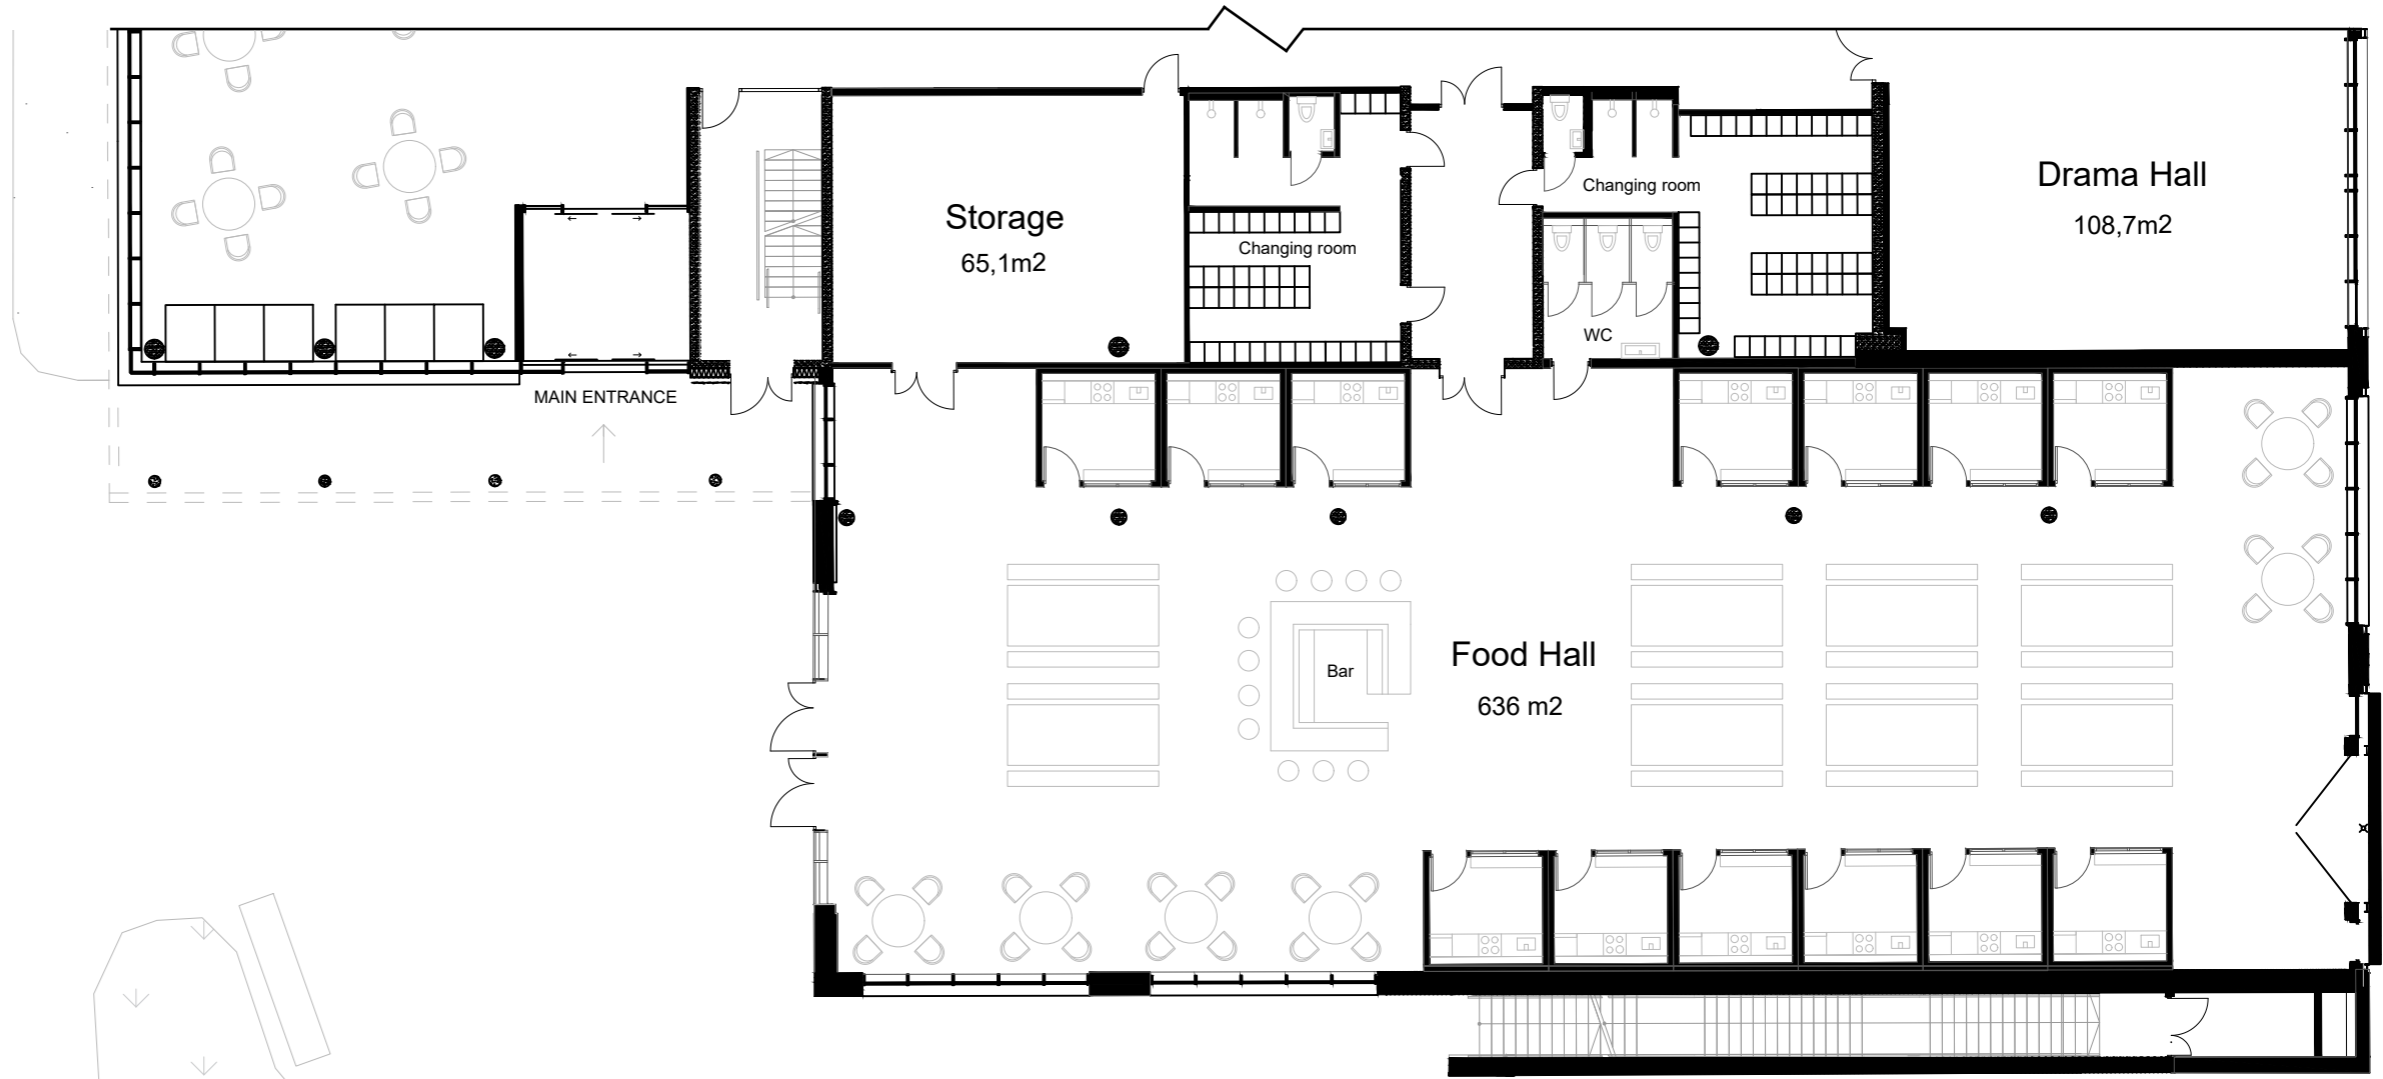 Drama Hall
108,7m2
Changing room
Storage
65,1m2
Changing room
WC
MAIN ENTRANCE
Food Hall
636 m2
Bar